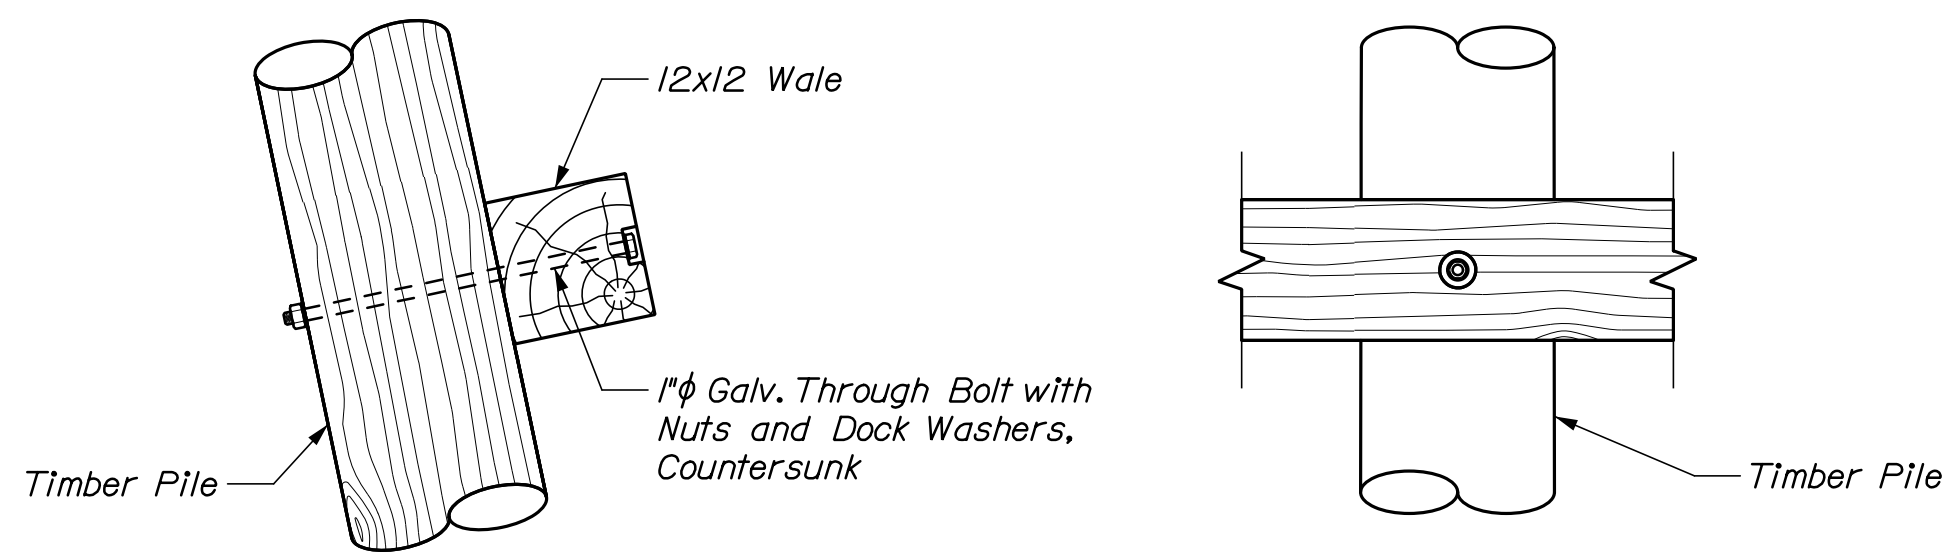 12x12 Wale
1"ϕ Galv. Through Bolt with
Nuts and Dock Washers,
Countersunk
Timber Pile
Timber Pile